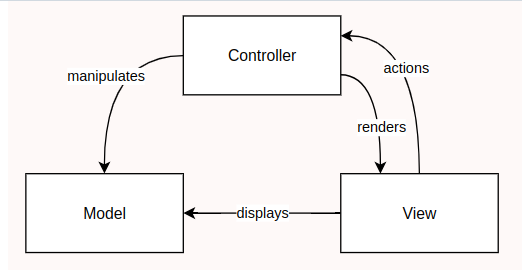 Controller
manipulates
actions
renders
Model
displays
View